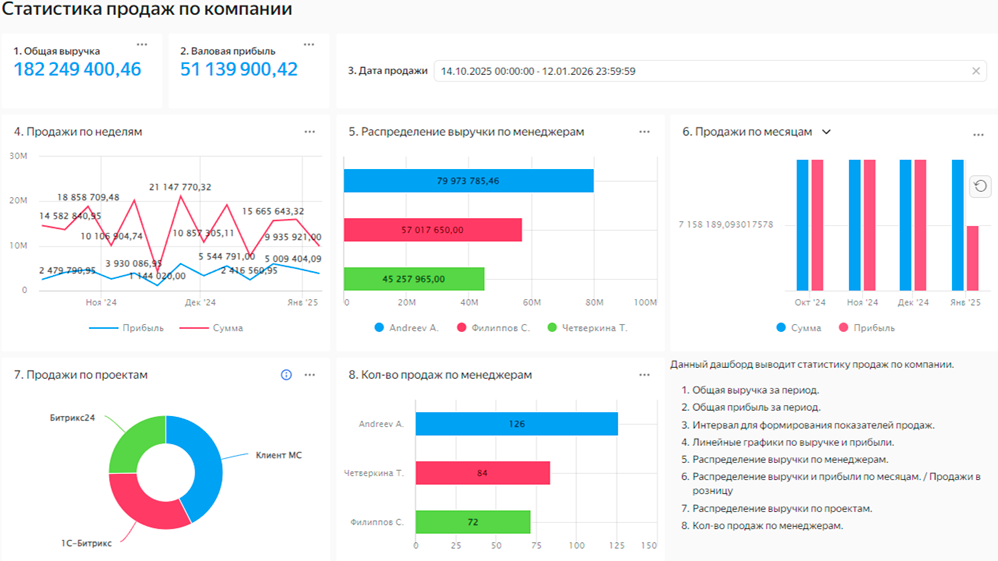 Статистика продаж по компании
1. Общая выручка
182 249 400,46
2. Валовая прибыль
51 139 900,42
3. Дата продажи
14.10.2025 00:00:00 - 12.01.2026 23:59:59
4. Продажи по неделям
30M
20M
10M
0
14 582 840,95
18 858 709,48
10 106 904,74
21 147 770,32
10 857 305,11
15 665 643,32
9 935 921,00
2 479 790,95
3 930 086,95
1 144 020,00
5 544 791,00
2 416 560,95
5 009 404,09
Ноя '24
Дек '24
Янв '25
Прибыль
Сумма
5. Распределение выручки по менеджерам
79 973 785,46
57 017 650,00
45 257 965,00
0
20M
40M
60M
80M
100M
Andreev A.
Филиппов С.
Четверкина Т.
6. Продажи по месяцам
7 158 189,093017578
Окт '24
Ноя '24
Дек '24
Янв '25
Сумма
Прибыль
7. Продажи по проектам
Битрикс24
Клиент МС
1С-Битрикс
8. Кол-во продаж по менеджерам
Andreev A.
126
Четверкина Т.
84
Филиппов С.
72
0
25
50
75
100
125
150
Данный дашборд выводит статистику продаж по компании.
1. Общая выручка за период.
2. Общая прибыль за период.
3. Интервал для формирования показателей продаж.
4. Линейные графики по выручке и прибыли.
5. Распределение выручки по менеджерам.
6. Распределение выручки и прибыли по месяцам. / Продажи в
розницу
7. Распределение выручки по проектам.
8. Кол-во продаж по менеджерам.